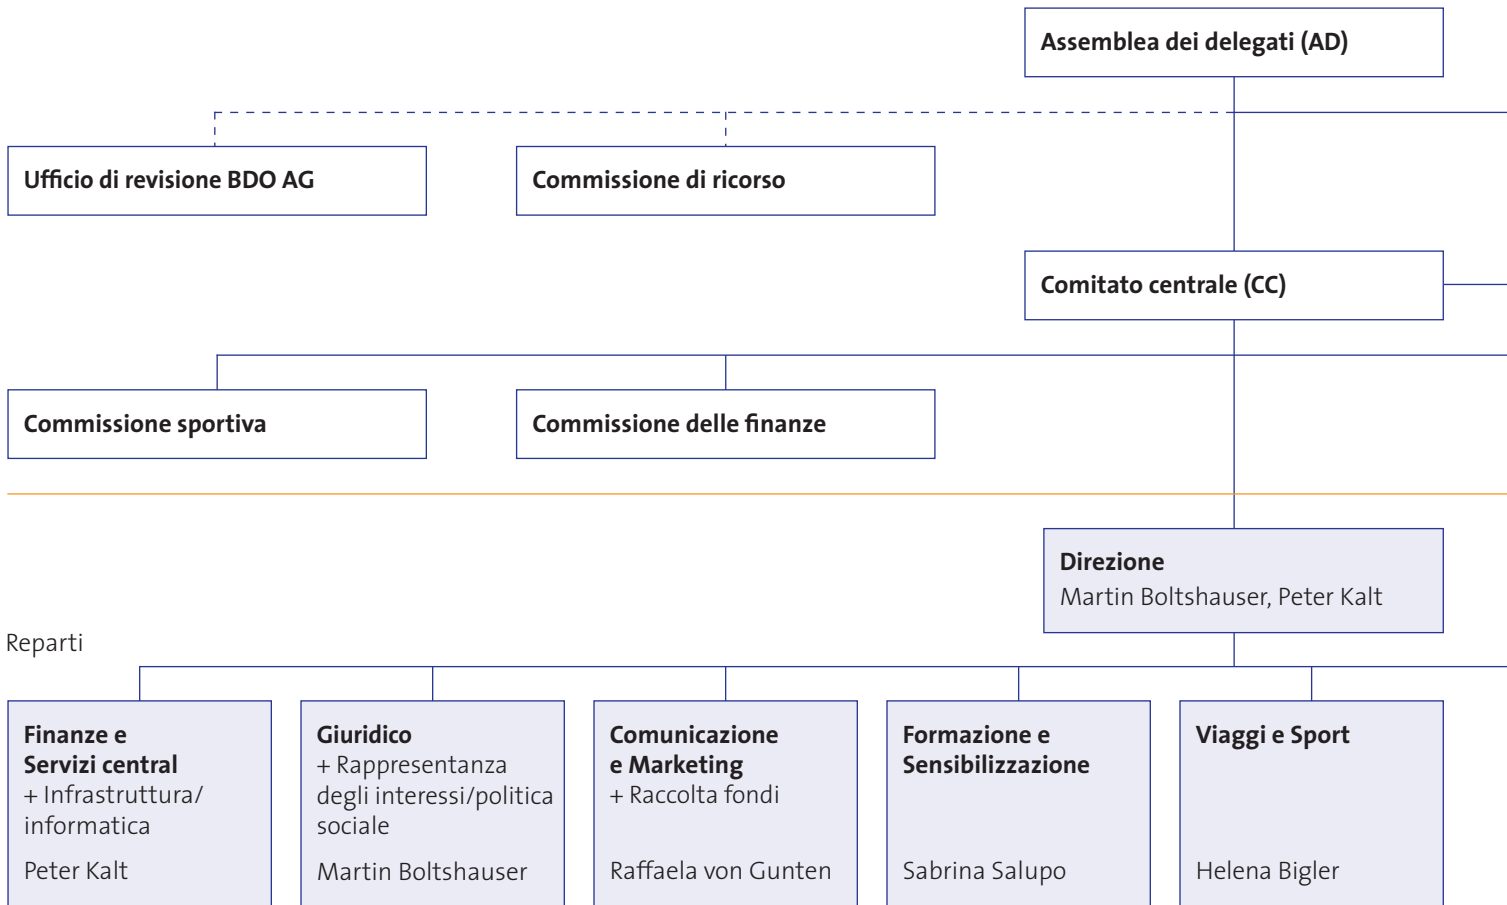 Assemblea dei delegati (AD)
Ufficio di revisione BDO AG
Commissione di ricorso
Comitato centrale (CC)
Commissione sportiva
Commissione delle finanze
Direzione
Martin Boltshauser, Peter Kalt
Reparti
Finanze e
Servizi central
+ Infrastruttura/
informatica
Peter Kalt
Giuridico
+ Rappresentanza
degli interessi/politica
sociale
Martin Boltshauser
Comunicazione
e Marketing
+ Raccolta fondi
Raffaela von Gunten
Formazione e
Sensibilizzazione
Sabrina Salupo
Viaggi e Sport
Helena Bigler